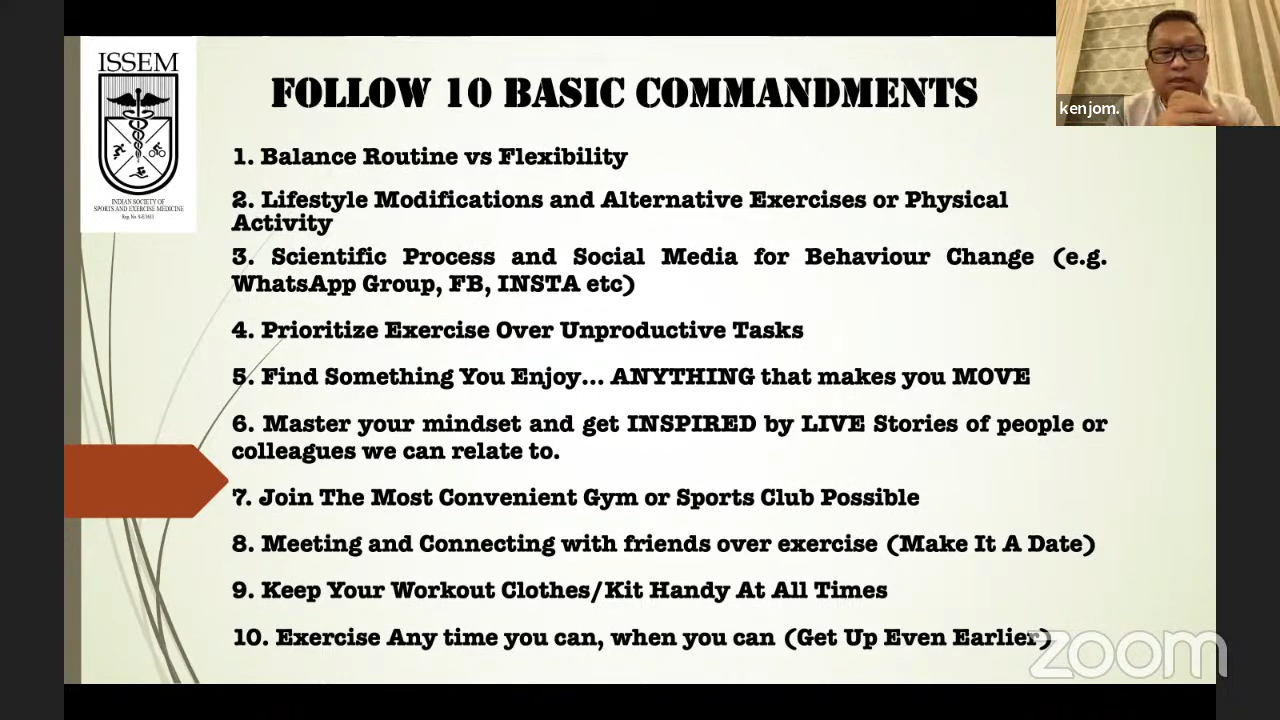 ISSEM
INDIAN SOCIETY OF
SPORTS AND EXERCISE MEDICINE
FOLLOW 10 BASIC COMMANDMENTS
kenjom.
1. Balance Routine vs Flexibility
2. Lifestyle Modifications and Alternative Exercises or Physical
Activity
3. Scientific Process and Social Media for Behaviour Change (e.g.
WhatsApp Group, FB, INSTA etc)
4. Prioritize Exercise Over Unproductive Tasks
5. Find Something You Enjoy... ANYTHING that makes you MOVE
6. Master your mindset and get INSPIRED by LIVE Stories of people or
colleagues we can relate to.
7. Join The Most Convenient Gym or Sports Club Possible
8. Meeting and Connecting with friends over exercise (Make It A Date)
9. Keep Your Workout Clothes/Kit Handy At All Times
10. Exercise Any time you can, when you can (Get Up Even Earlier)
zoom